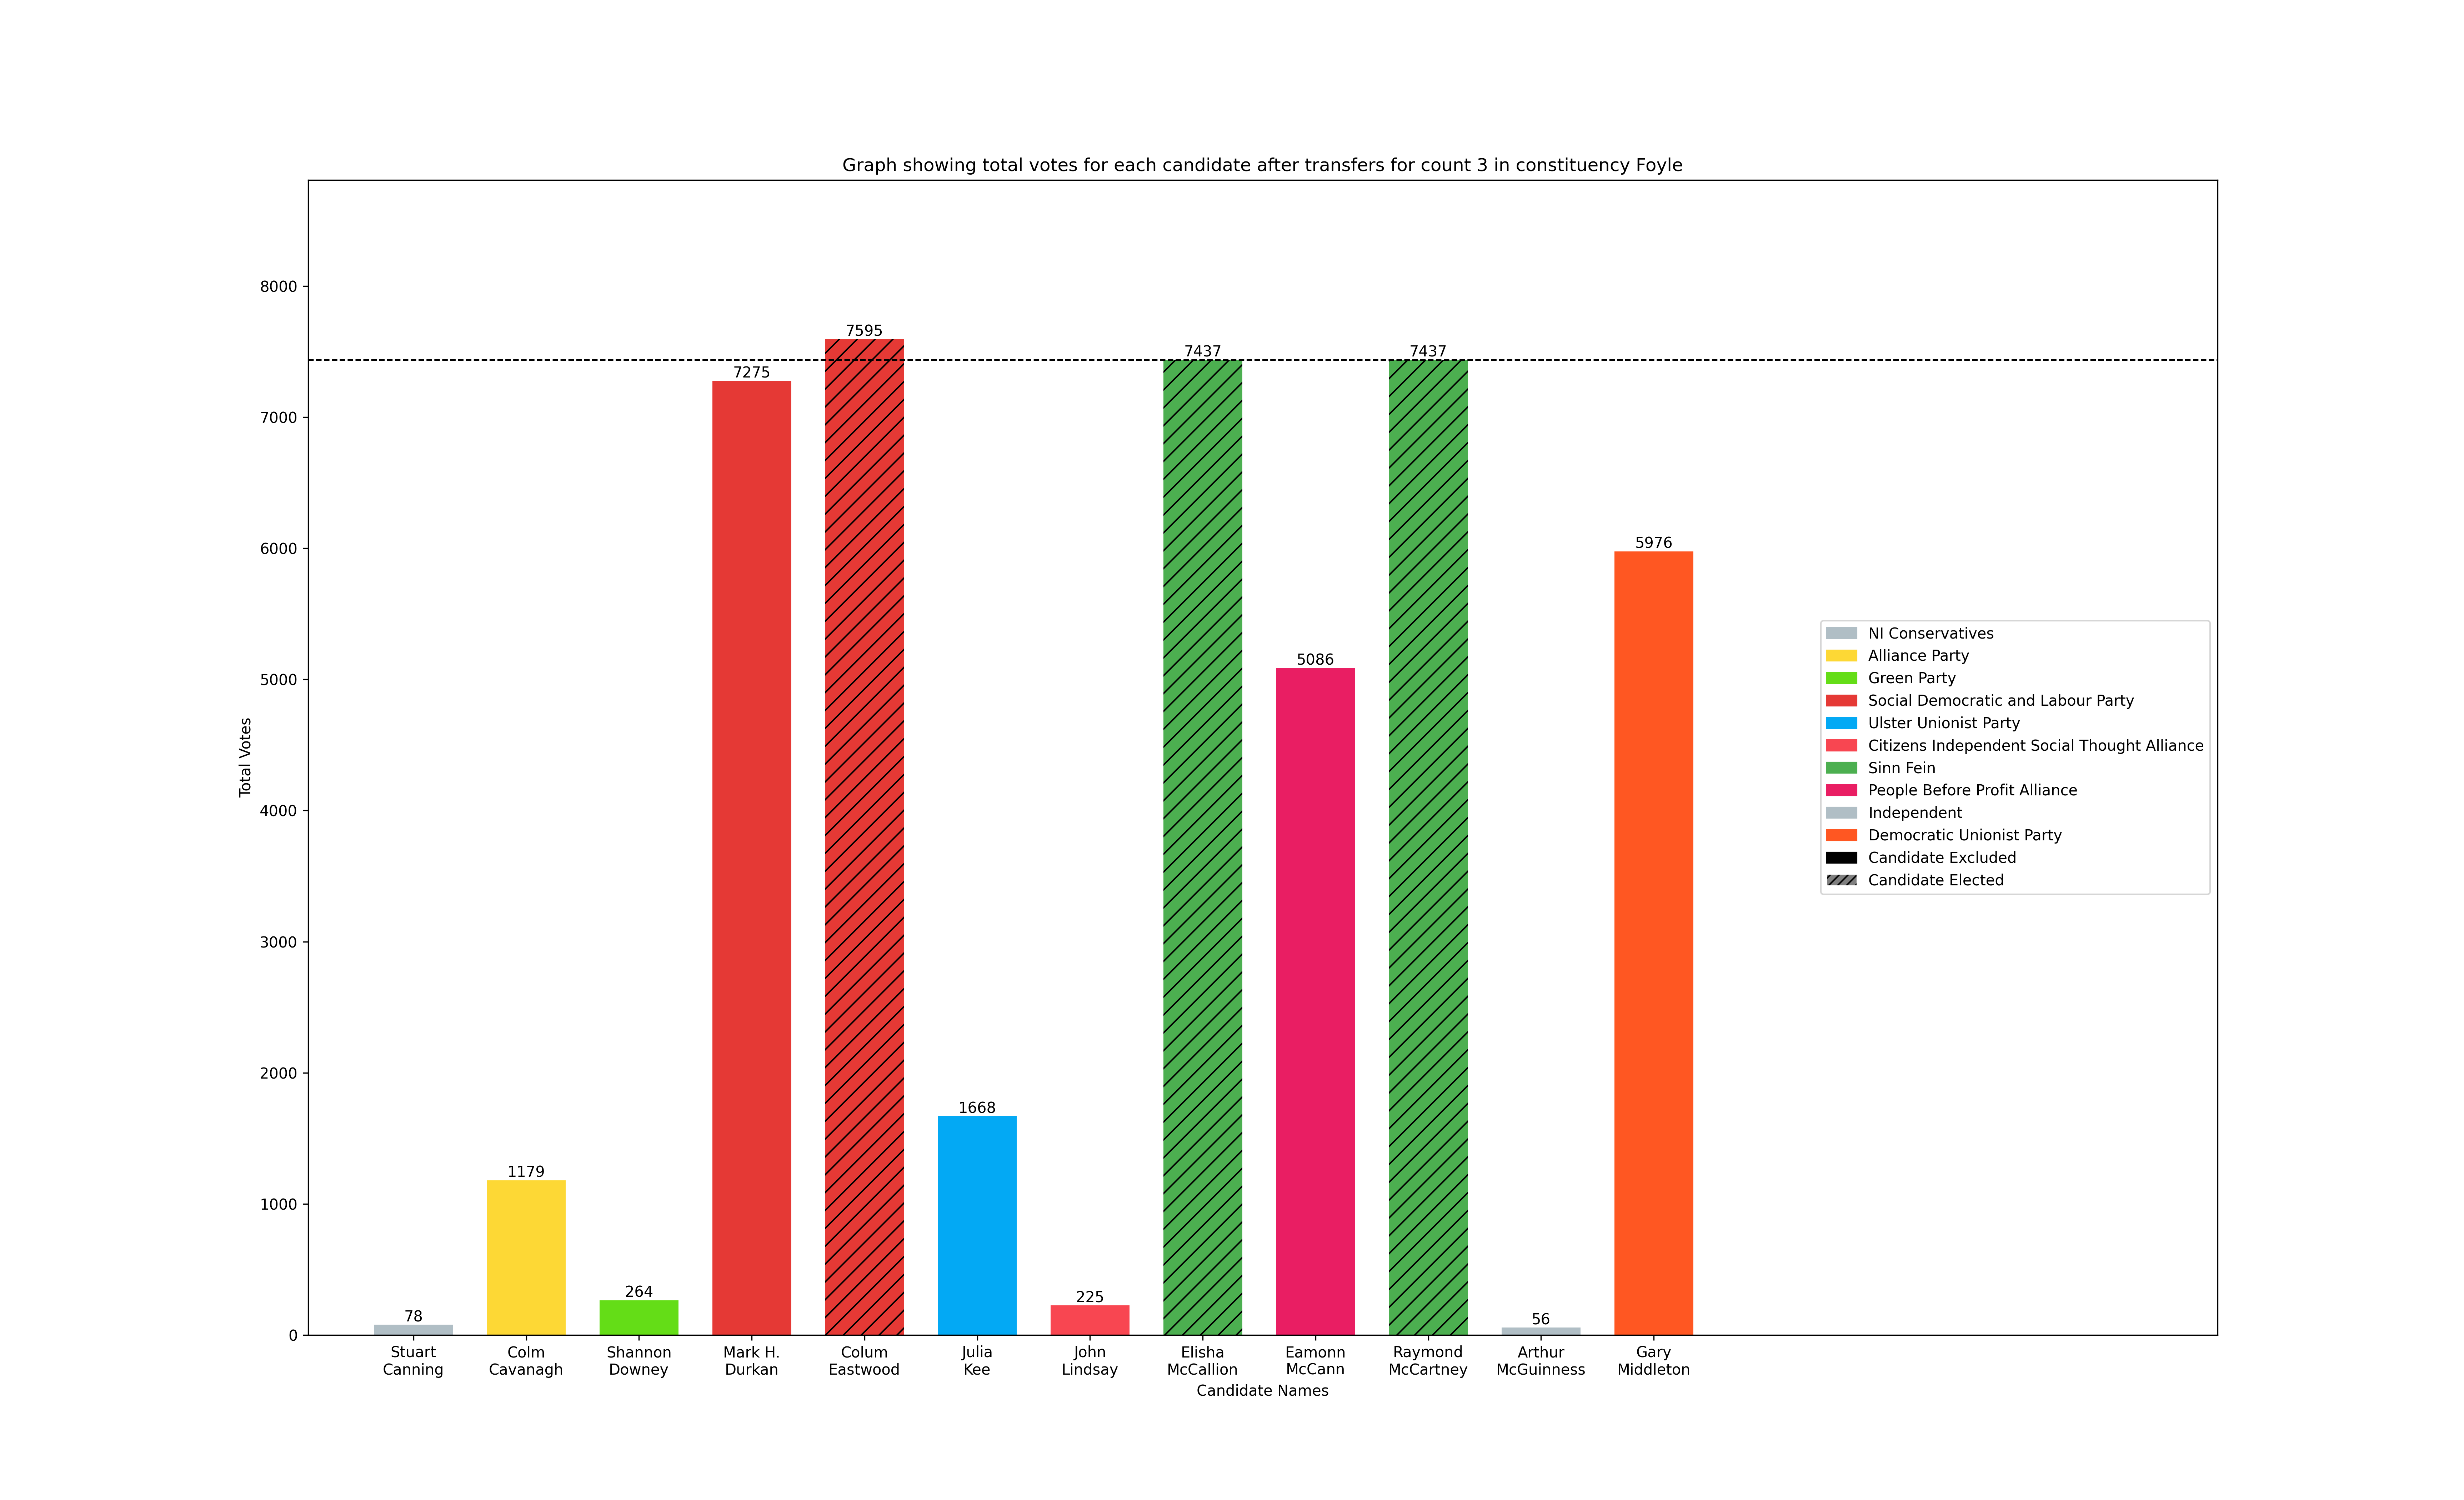 Graph showing total votes for each candidate after transfers for count 3 in constituency Foyle
8000
7000
6000
5000
4000
3000
2000
1000
0
Total Votes
78
1179
264
7275
7595
1668
225
7437
5086
7437
56
5976
Stuart
Canning
Colm
Cavanagh
Shannon
Downey
Mark H.
Durkan
Colum
Eastwood
Julia
Kee
John
Lindsay
Elisha
McCallion
Eamonn
McCann
Raymond
McCartney
Arthur
McGuinness
Gary
Middleton
Candidate Names
NI Conservatives
Alliance Party
Green Party
Social Democratic and Labour Party
Ulster Unionist Party
Citizens Independent Social Thought Alliance
Sinn Fein
People Before Profit Alliance
Independent
Democratic Unionist Party
Candidate Excluded
Candidate Elected